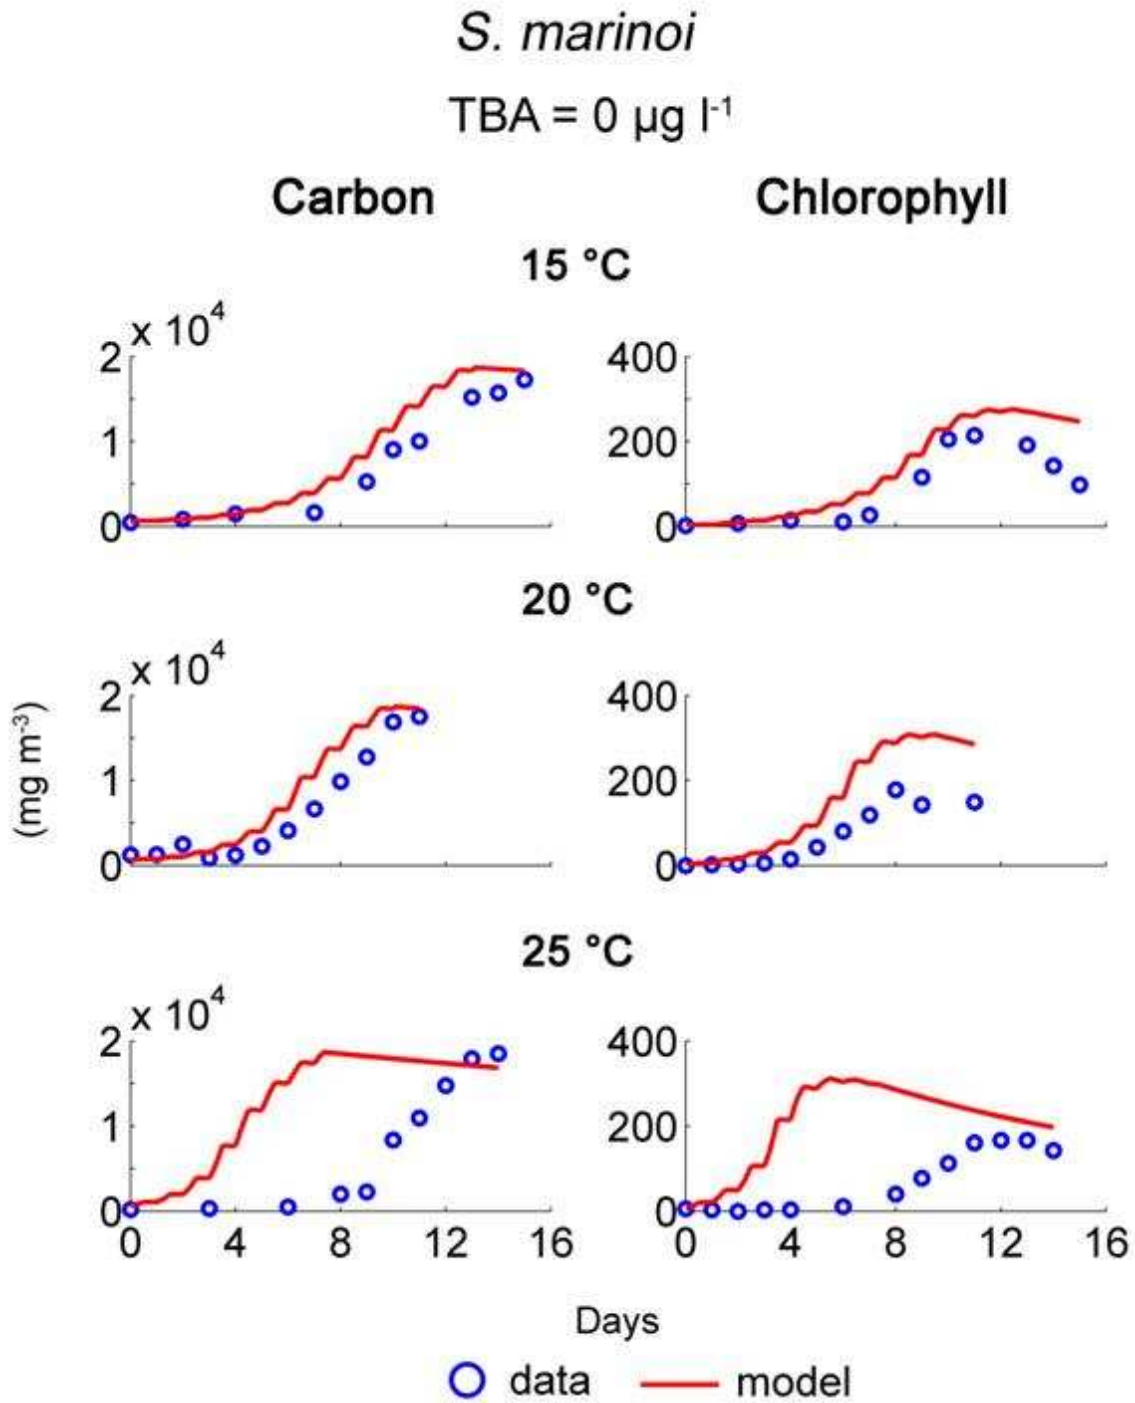 S. marinoi
TBA = 0 µg l-1
Carbon
Chlorophyll
15 °C
x 10⁴
2
1
0
400
200
0
20 °C
x 10⁴
2
1
0
400
200
0
(mg m-3)
25 °C
x 10⁴
2
1
0
0 4 8 12 16
400
200
0
0 4 8 12 16
Days
data
model